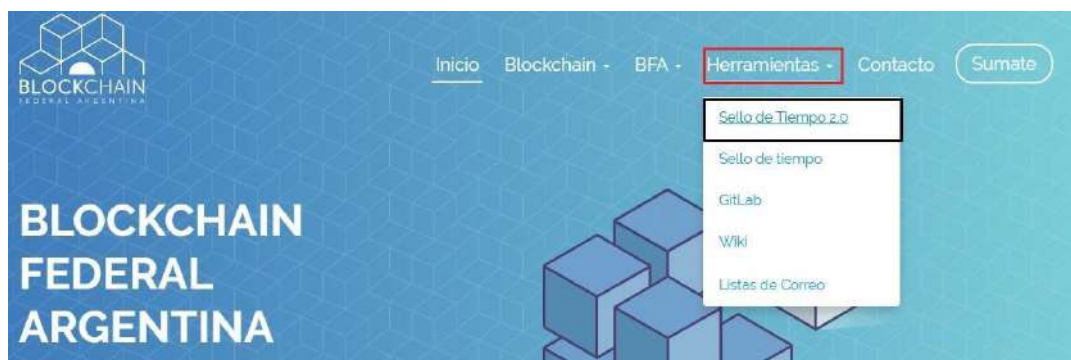 BLOCKCHAIN
FEDERAL ARGENTINA
Inicio Blockchain - BFA - Herramientas - Contacto Sumate
Sello de Tiempo 2.0
Sello de tiempo
GitLab
Wiki
Listas de Correo
BLOCKCHAIN
FEDERAL
ARGENTINA